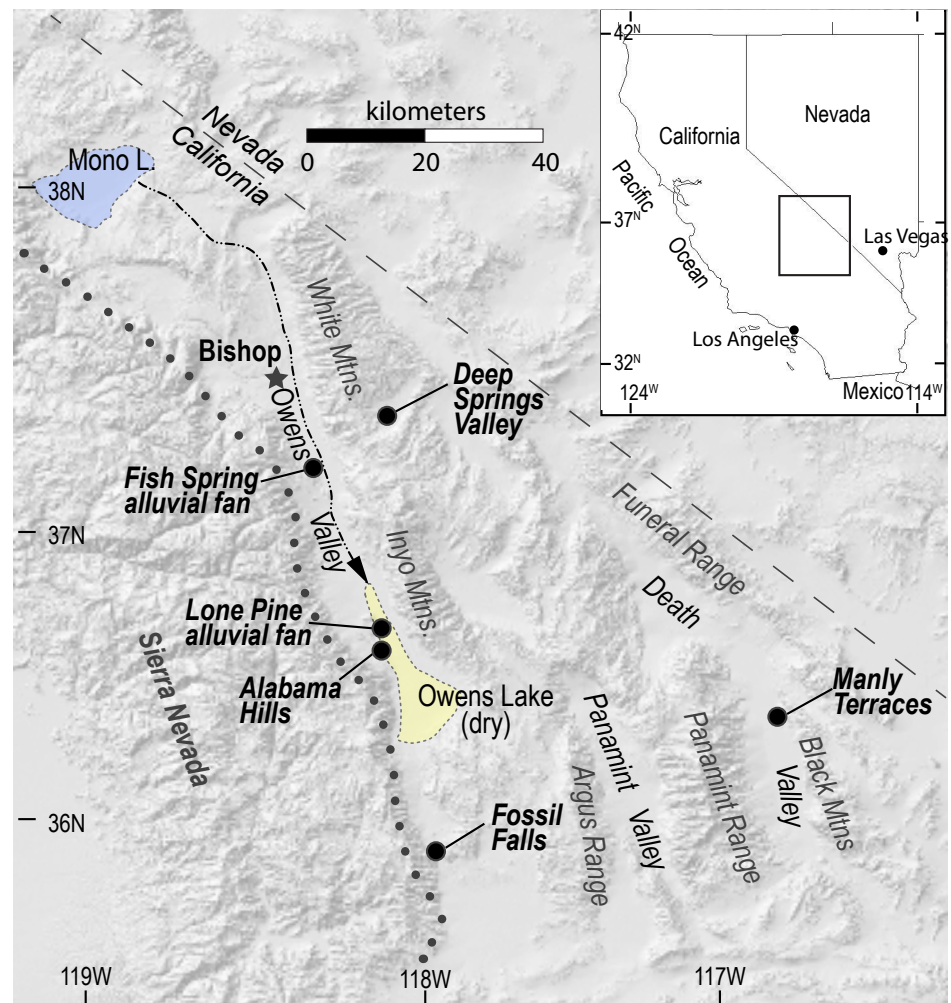 Nevada
California
kilometers
0 20 40
Mono L.
38N
White Mtns.
Bishop
Owens
Valley
Deep
Springs
Valley
Fish Spring
alluvial fan
37N
Inyo Mtns.
Funeral Range
Death
Valley
Lone Pine
alluvial fan
Alabama
Hills
Sierra Nevada
Owens Lake
(dry)
Manly
Terraces
Panamint Valley
Argus Range
Panamint Range
Black Mtns
36N
Fossil
Falls
119W
118W
117W
42N
Nevada
California
Pacific
Ocean
37N
Las Vegas
Los Angeles
32N
Mexico
124W
114W